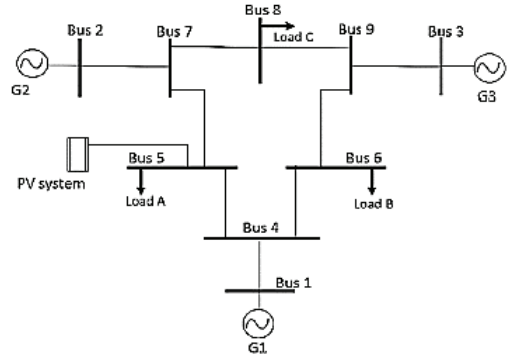 Bus 8
Bus 2
Bus 7
Load C
Bus 9
Bus 3
G2
G3
Bus 5
Bus 6
PV system
Load A
Load B
Bus 4
Bus 1
G1